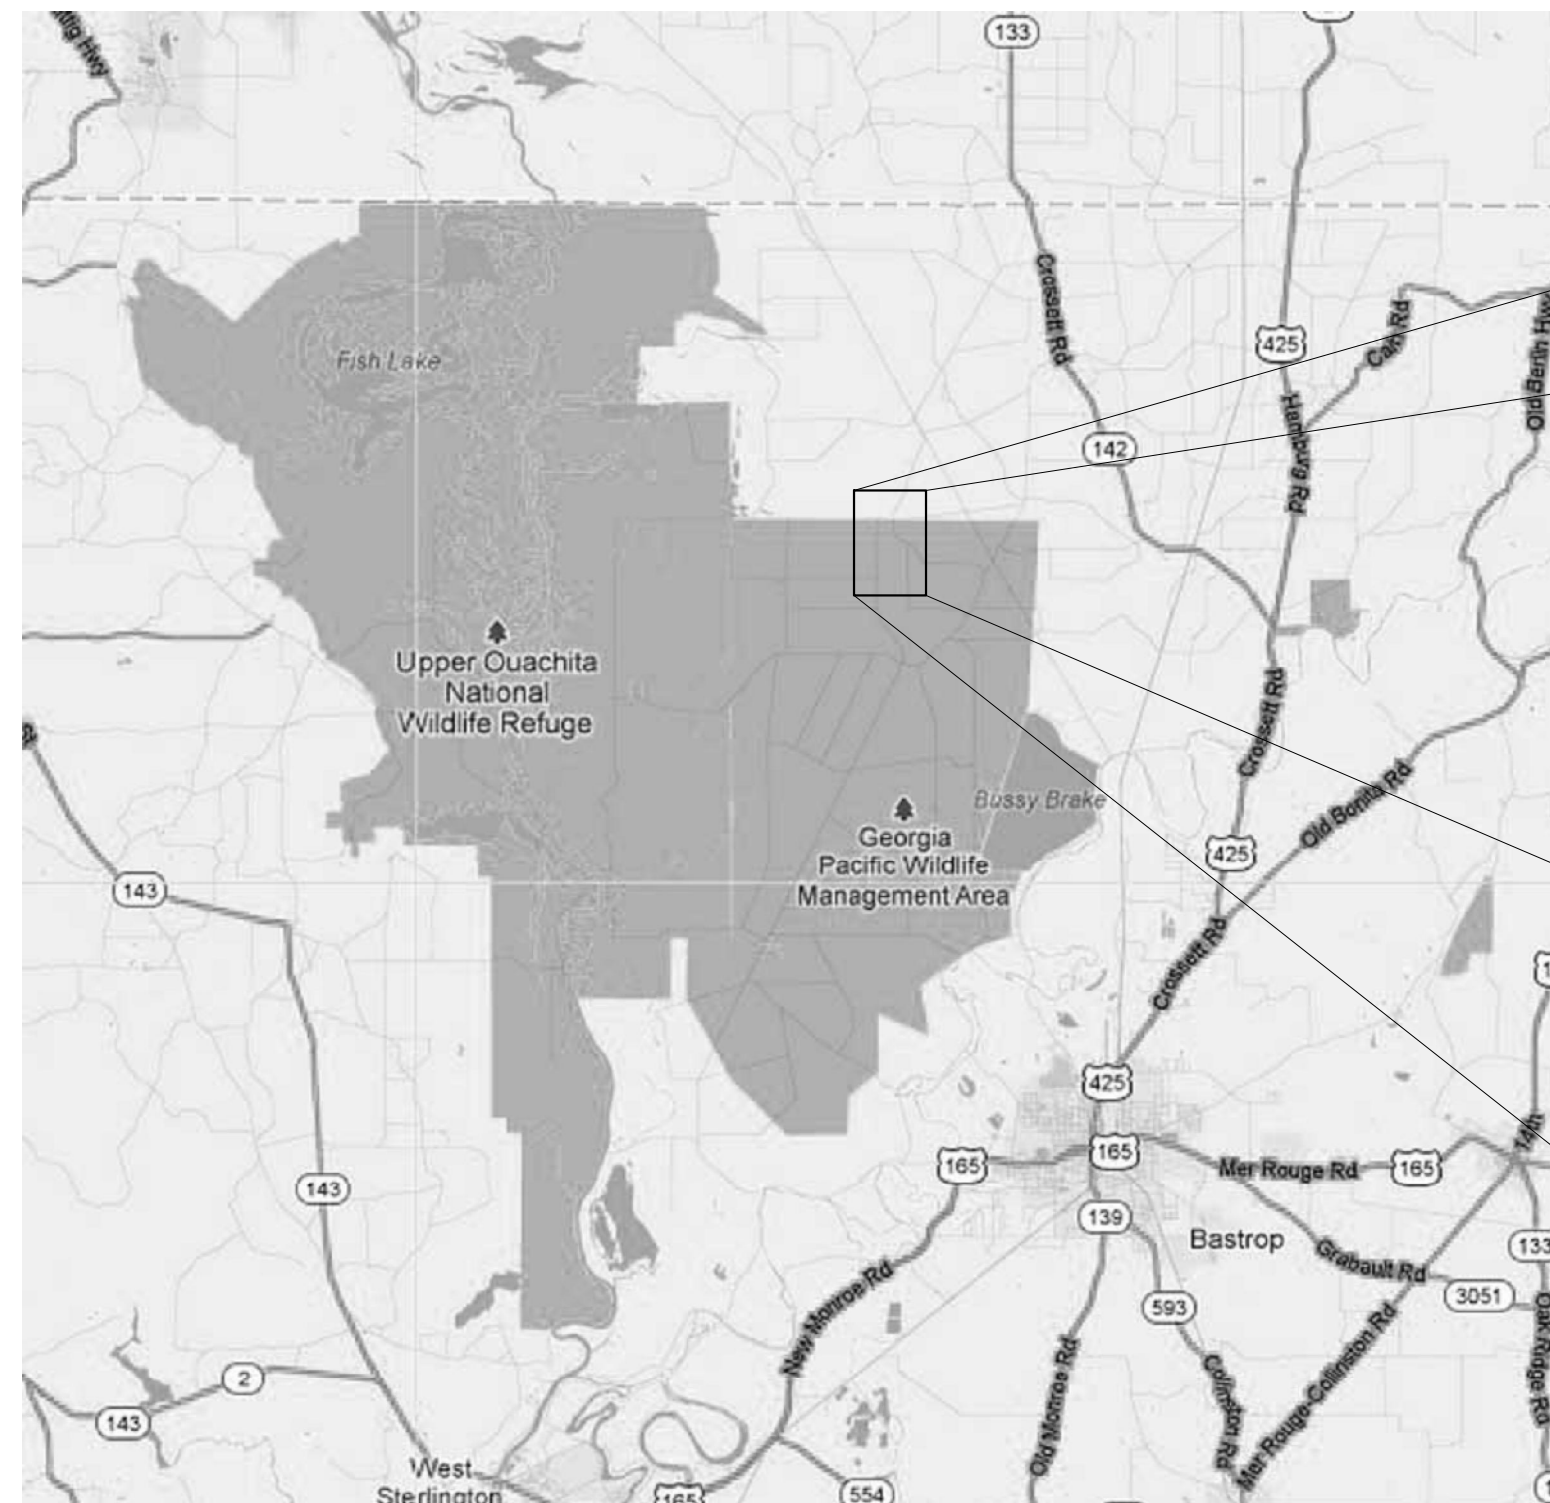 133
Crossett Rd
Fish Lake
425
Carl Rd
Old Berlin Hwy
142
Hamburg Rd
Upper Ouachita
National
Wildlife Refuge
Crossett Rd
Bussy Brake
Georgia
Pacific Wildlife
Management Area
Old Bonita Rd
425
143
Crossett Rd
425
165
165
Mer Rouge Rd
165
14th
143
139
Bastrop
133
Grabault Rd
3051
593
New Monroe Rd
Old Monroe Rd
Collinston Rd
Mer Rouge-Collinston Rd
Oak Ridge Rd
2
143
West
Sterlington
165
554